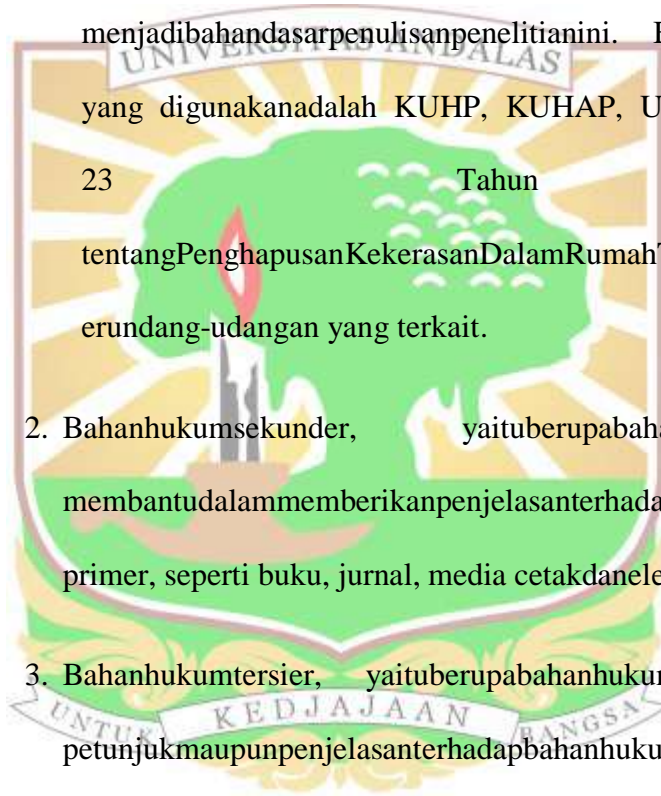 menjadibahandasarpenulisanpenelitianini.
UNIVERSITAS ANDALAS
yang digunakanadalah KUHP, KUHAP, U
23 Tahun
tentangPenghapusanKekerasanDalamRumahT
erundang-udangan yang terkait.
2. Bahanhukumsekunder, yaituberupabaha
membantudalammemberikanpenjelasanterhada
primer, seperti buku, jurnal, media cetakdanele
3. Bahanhukumtersier, yaituberupabahanhukum
UNTUK KEDJAJAAN BANGSA
petunjukmaupunpenjelasanterhadapbahanhuku